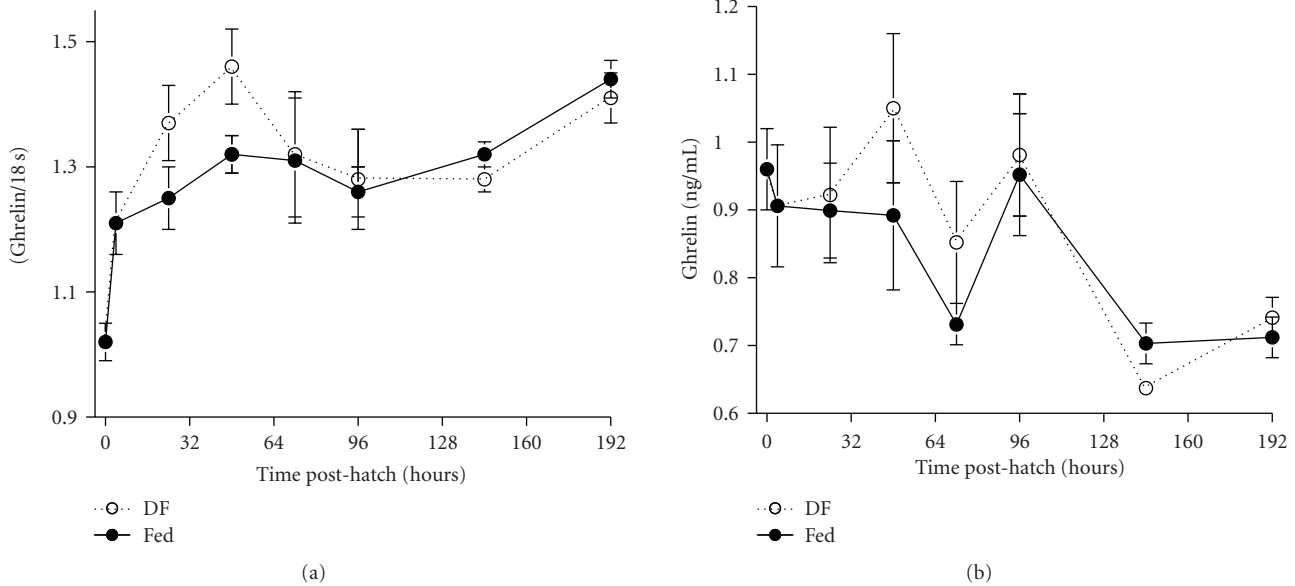 1.5
1.3
1.1
0.9
(Ghrelin/18 s)
0 32 64 96 128 160 192
Time post-hatch (hours)
DF
Fed
(a)
1.2
1.1
1
0.9
0.8
0.7
0.6
Ghrelin (ng/mL)
0 32 64 96 128 160 192
Time post-hatch (hours)
DF
Fed
(b)